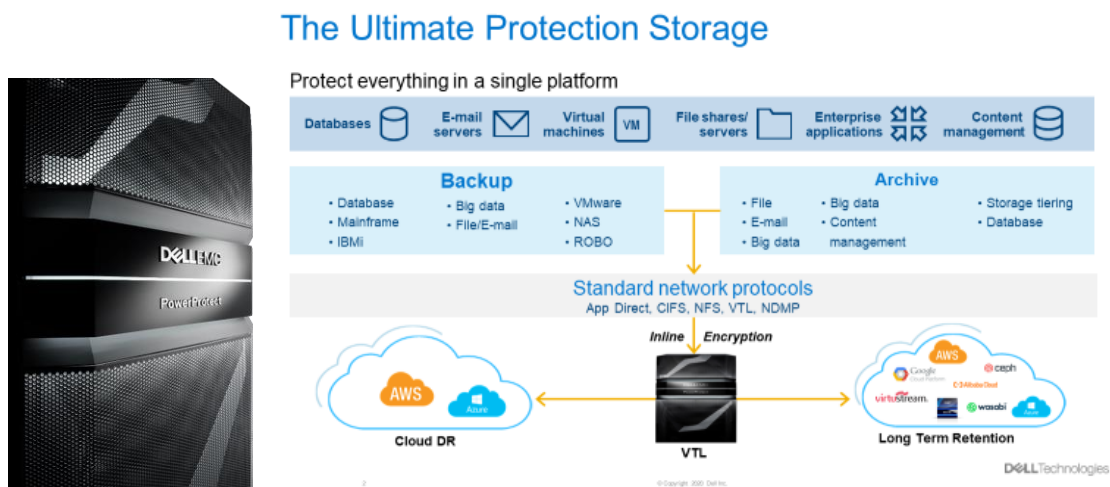 The Ultimate Protection Storage
Protect everything in a single platform
Databases
E-mail
servers
Virtual
machines
VM
File shares/
servers
Enterprise
applications
Content
management
Backup
• Database
• Mainframe
• IBMi
• Big data
• File/E-mail
• VMware
• NAS
• ROBO
Archive
• File
• E-mail
• Big data
• Big data
• Content
management
• Storage tiering
• Database
DELLEMC
PowerProtect
Standard network protocols
App Direct, CIFS, NFS, VTL, NDMP
Inline Encryption
AWS
Azure
Cloud DR
VTL
AWS
Google
Cloud Platform
ceph
Alibaba Cloud
virtustream.
wasabi
Azure
Long Term Retention
DELLTechnologies
2
© Copyright 2020 Dell Inc.